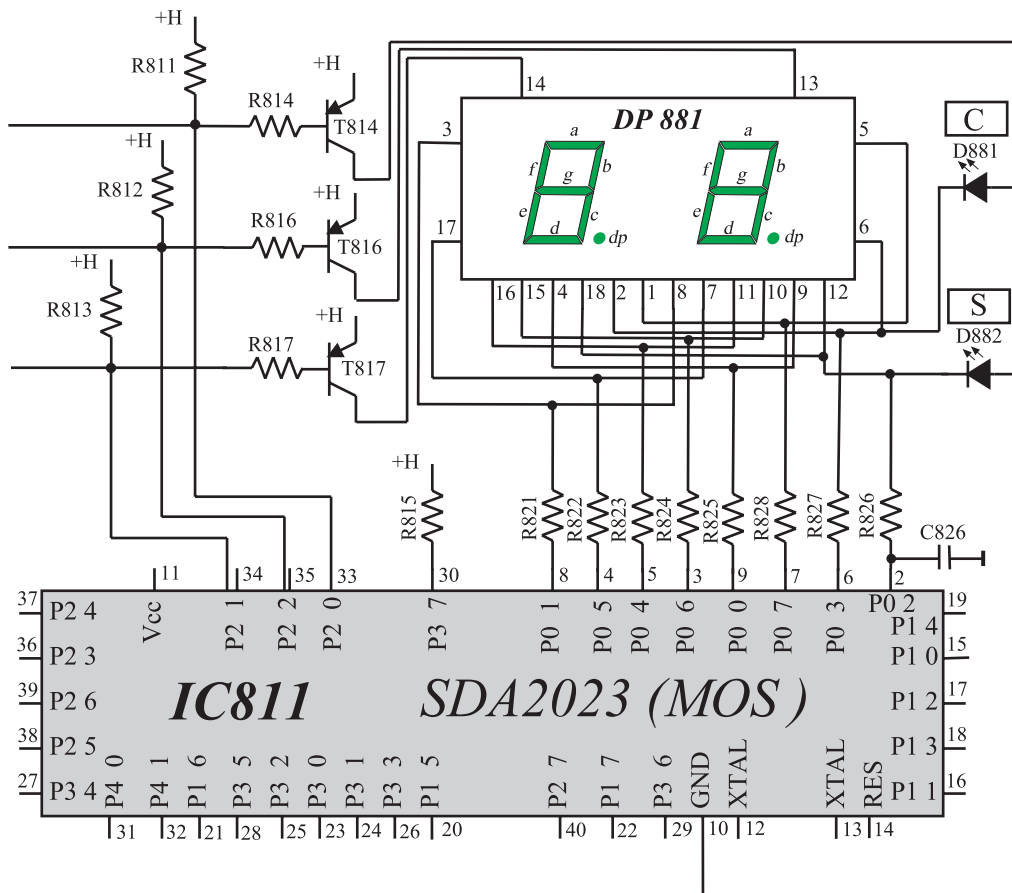 +H
R811
+H
R814
T814
14
13
3
DP 881
5
C
D881
a
b
c
d
e
f
g
dp
a
b
c
d
e
f
g
dp
+H
R812
+H
R816
T816
17
6
+H
R813
+H
R817
T817
16 15 4 18 2 1 8 7 11 10 9 12
S
D882
+H
R815
R821
R822
R823
R824
R825
R828
R827
R826
C826
11 34 35 33 30 8 4 5 3 9 7 6 2
37 P2 4
36 P2 3
39 P2 6
38 P2 5
27 P3 4
Vcc
P2 1
P2 2
P2 0
P3 7
P0 1
P0 5
P0 4
P0 6
P0 0
P0 7
P0 3
P0 2
P1 4 19
P1 0 15
P1 2 17
P1 3 18
P1 1 16
IC811 SDA2023 (MOS )
P4 0
P4 1
P1 6
P3 5
P3 2
P3 0
P3 1
P3 3
P1 5
P2 7
P1 7
P3 6
GND
XTAL
XTAL
RES
31 32 21 28 25 23 24 26 20 40 22 29 10 12 13 14